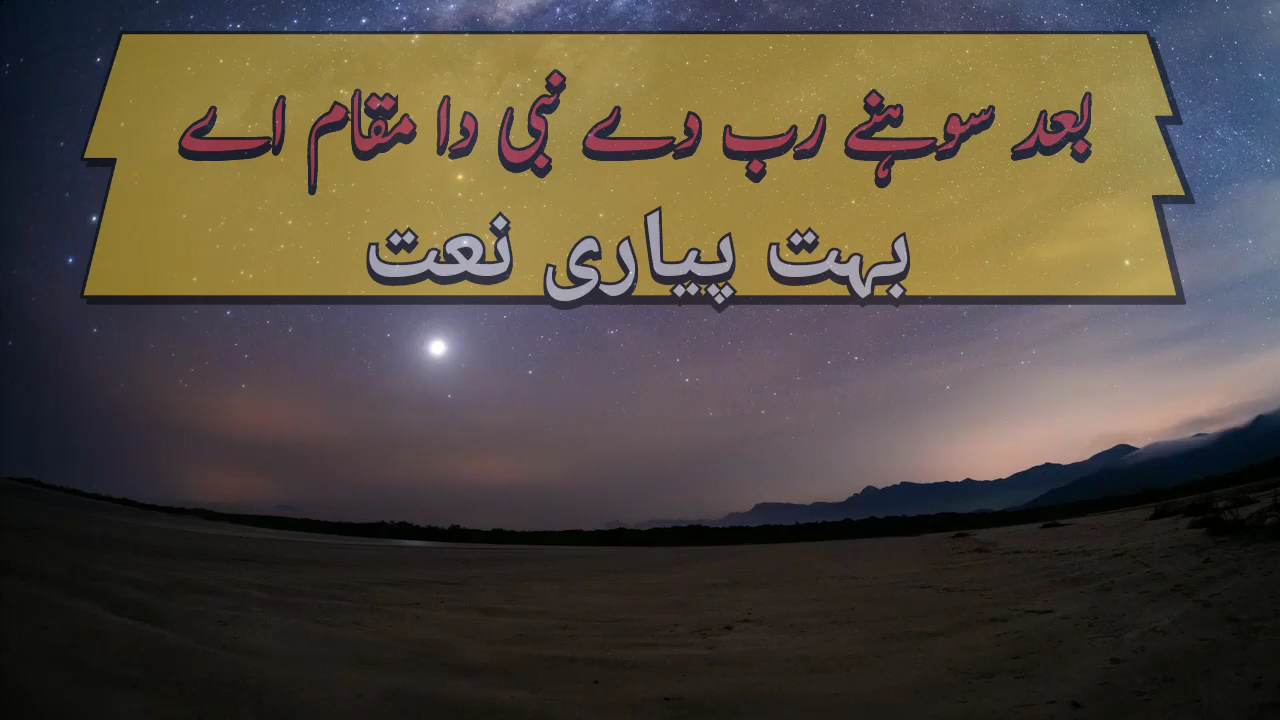 بعد سوہنے رب دے نبی دا مقام اے
بہت پیاری نعت